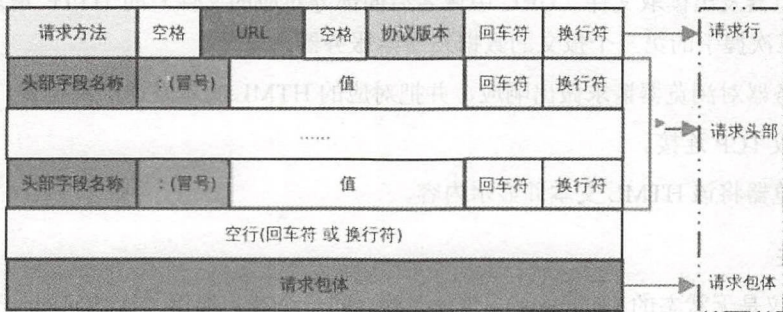 请求方法 空格 URL 空格 协议版本 回车符 换行符 请求行
头部字段名称 :(冒号) 值 回车符 换行符
...... 请求头部
头部字段名称 :(冒号) 值 回车符 换行符
空行(回车符 或 换行符)
请求包体 请求包体